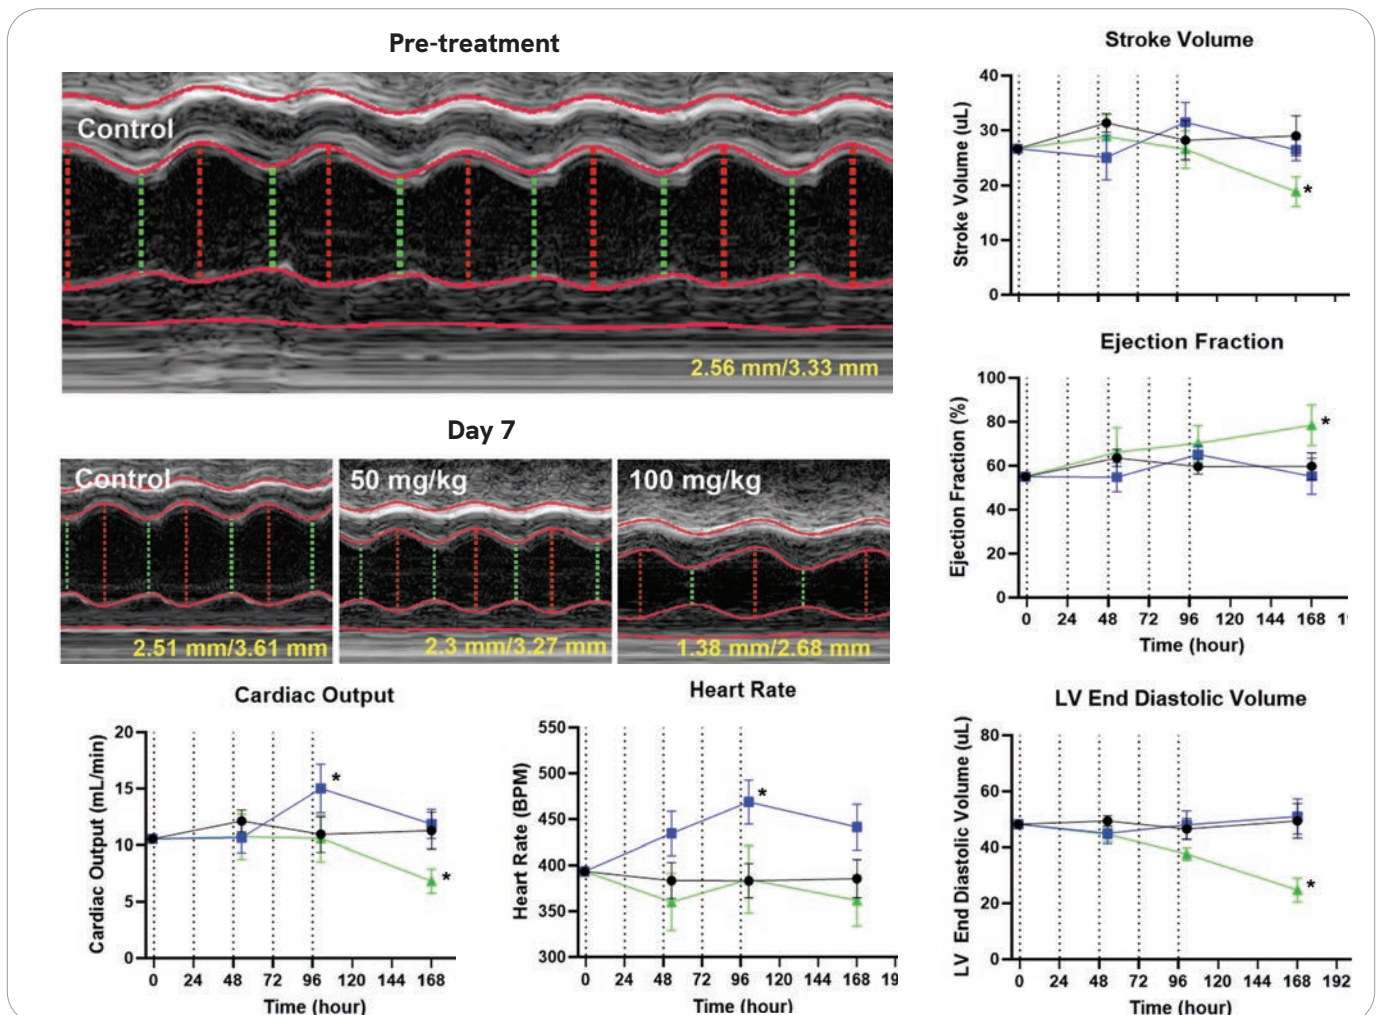 Pre-treatment
Control
2.56 mm/3.33 mm
Day 7
Control
2.51 mm/3.61 mm
50 mg/kg
2.3 mm/3.27 mm
100 mg/kg
1.38 mm/2.68 mm
Stroke Volume
Stroke Volume (uL)
40
30
20
10
0
*
Ejection Fraction
Ejection Fraction (%)
100
80
60
40
20
0
*
0 24 48 72 96 120 144 168
Time (hour)
Cardiac Output
Cardiac Output (mL/min)
20
15
10
5
0
*
*
0 24 48 72 96 120 144 168
Time (hour)
Heart Rate
Heart Rate (BPM)
550
500
450
400
350
300
*
0 24 48 72 96 120 144 168
Time (hour)
LV End Diastolic Volume
LV End Diastolic Volume (uL)
80
60
40
20
0
*
0 24 48 72 96 120 144 168 192
Time (hour)